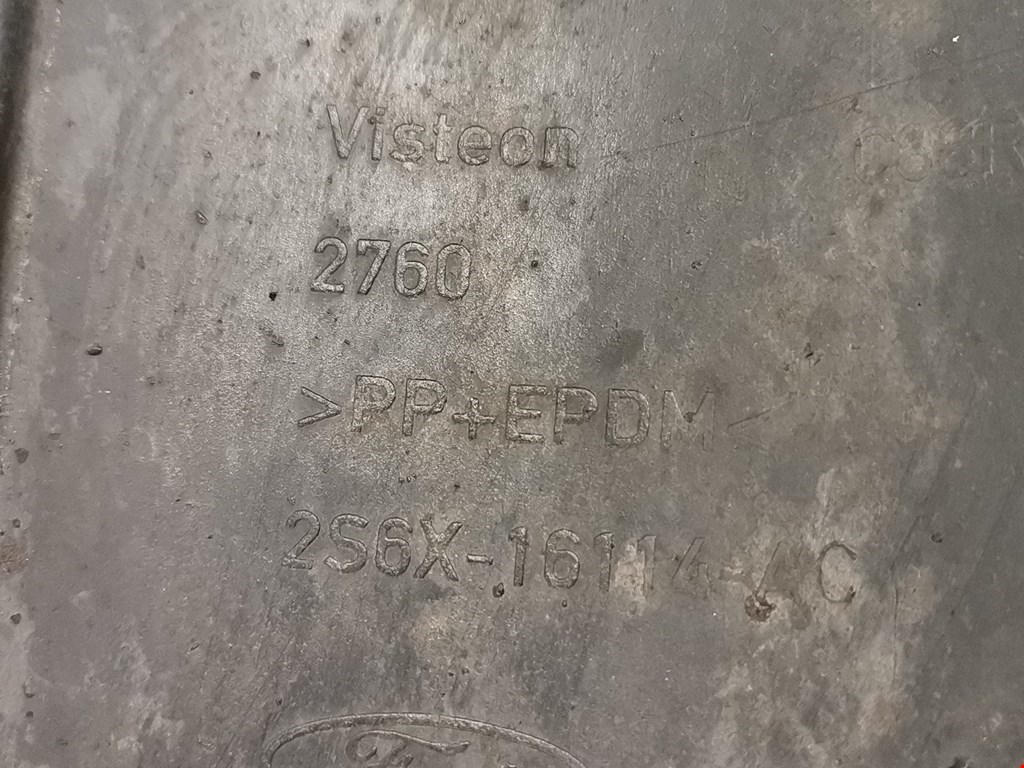 Visteon
2760
>PP+EPDM<
2S6X-16114-AC